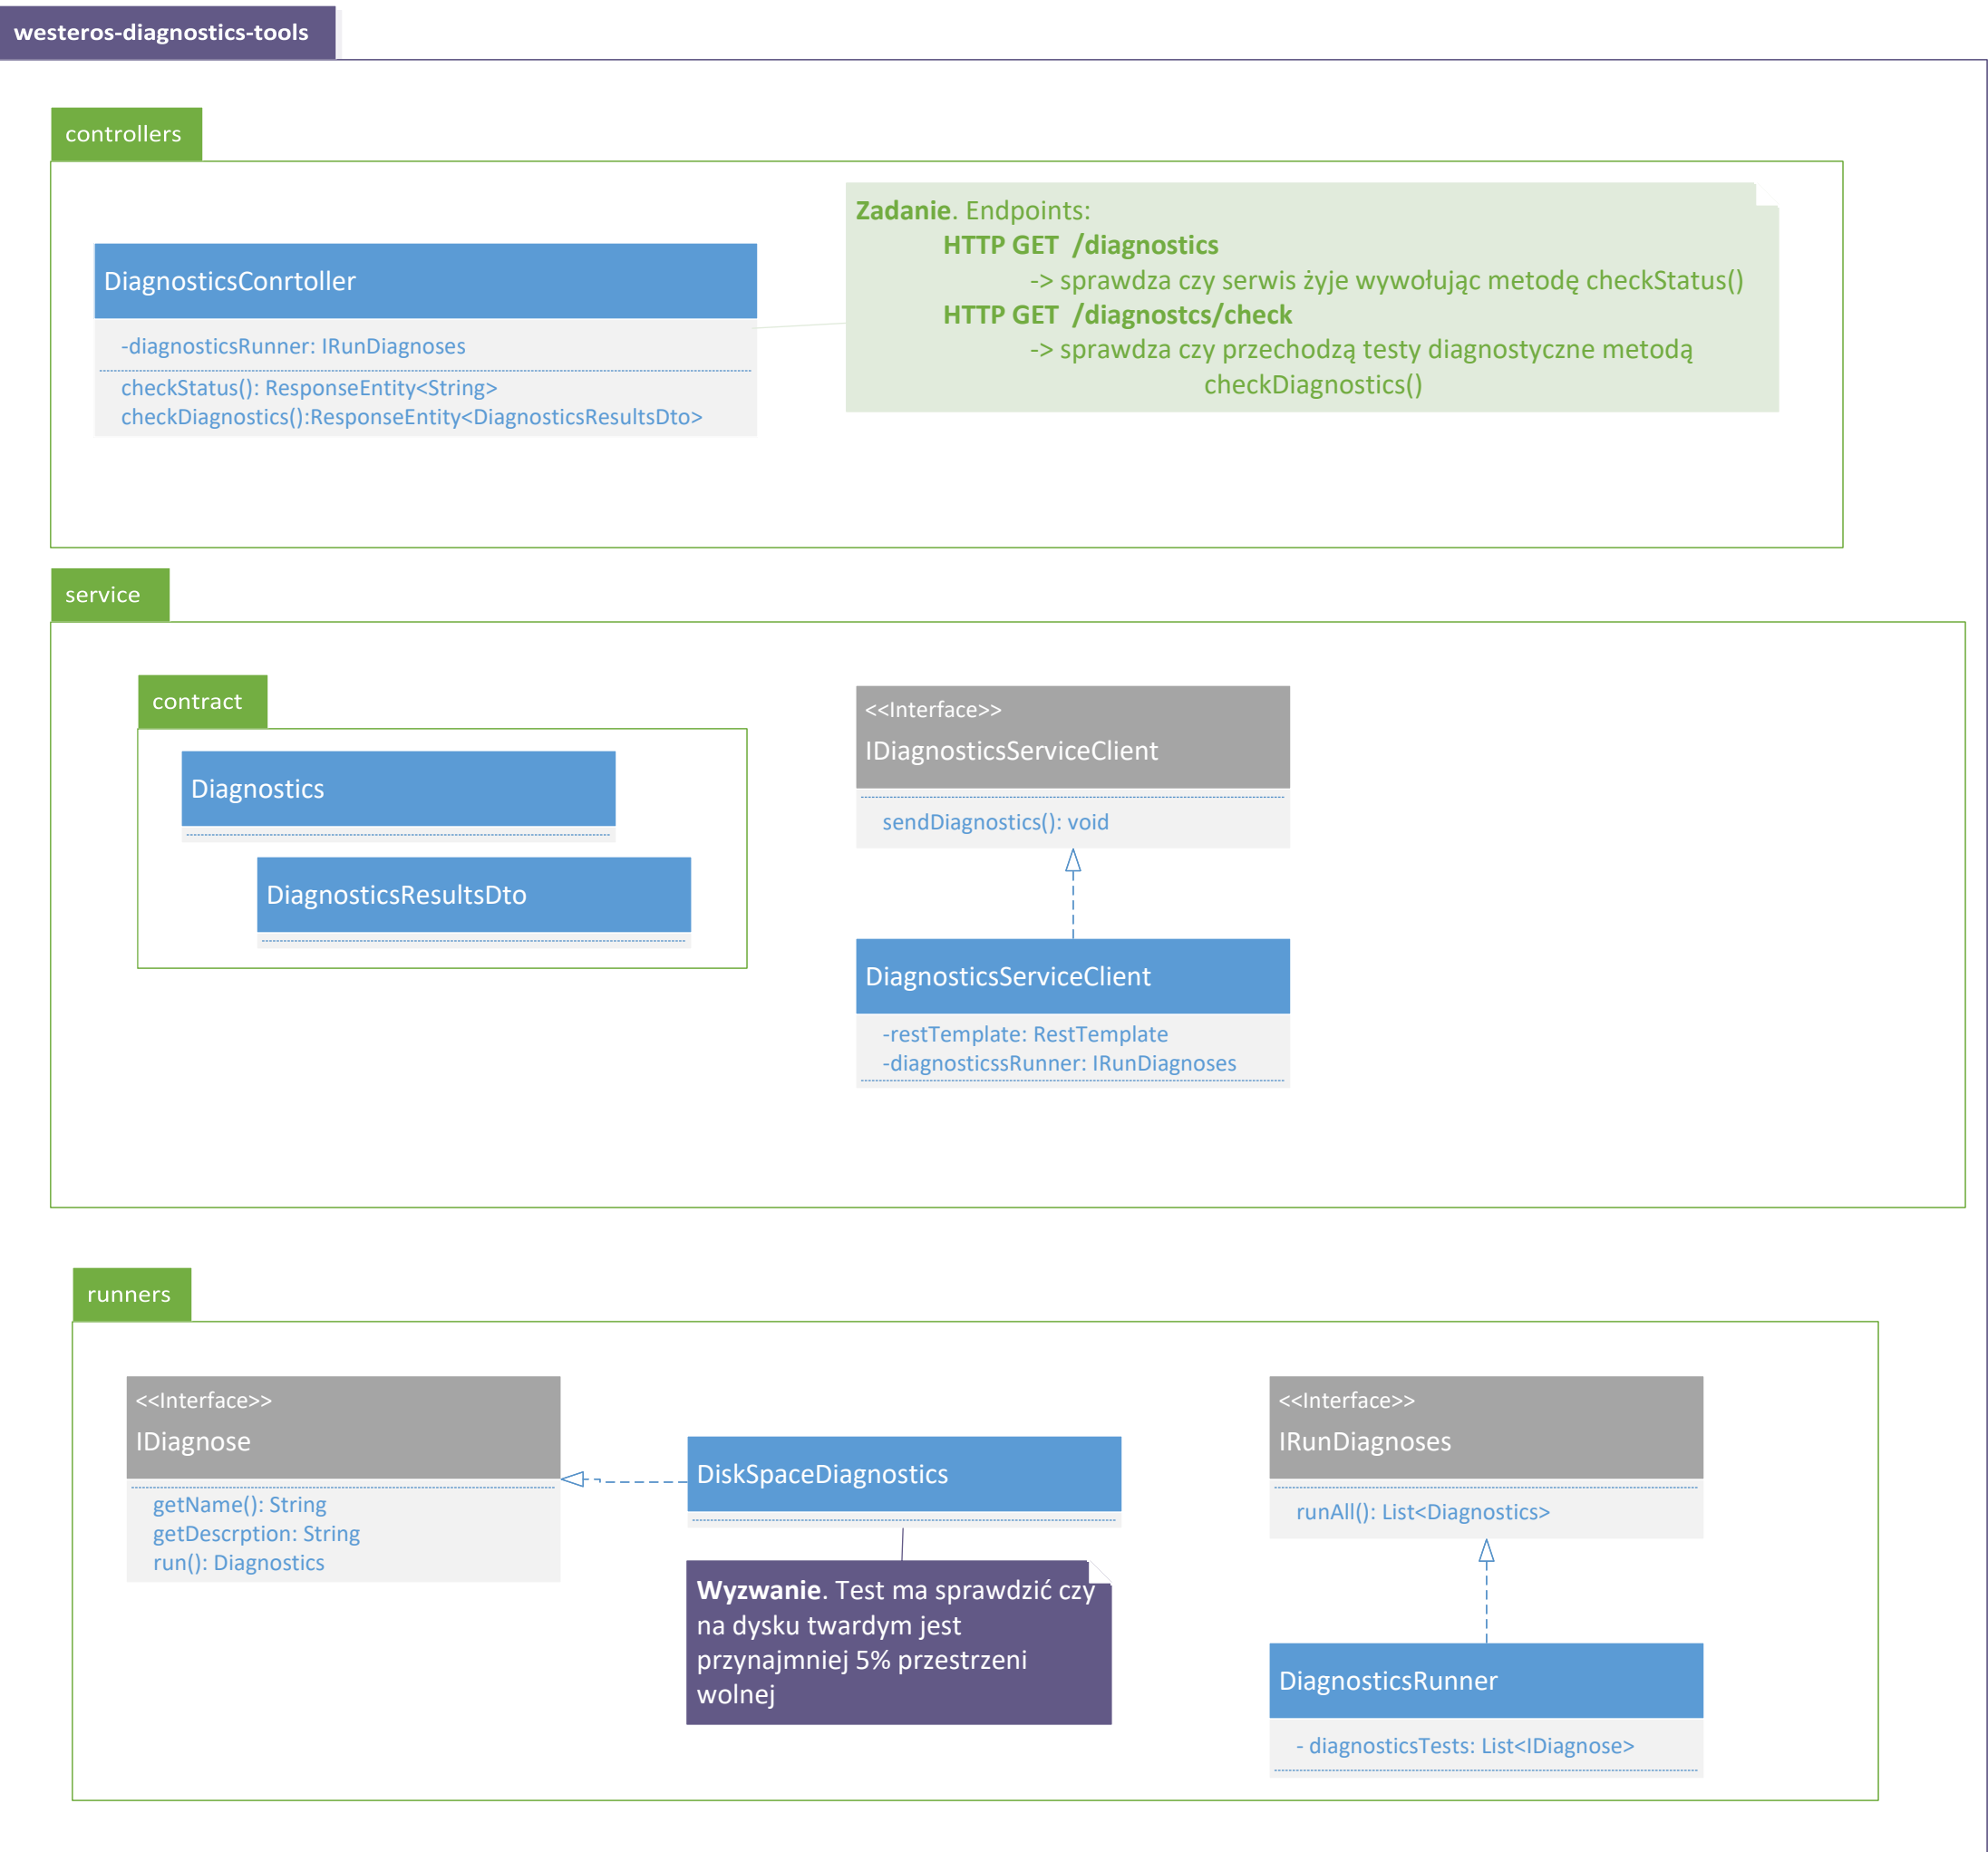 westeros-diagnostics-tools
controllers
DiagnosticsConrtoller
-diagnosticsRunner: IRunDiagnoses
checkStatus(): ResponseEntity<String>
checkDiagnostics():ResponseEntity<DiagnosticsResultsDto>
Zadanie. Endpoints:
HTTP GET /diagnostics
-> sprawdza czy serwis żyje wywołując metodę checkStatus()
HTTP GET /diagnostcs/check
-> sprawdza czy przechodzą testy diagnostyczne metodą
checkDiagnostics()
service
contract
Diagnostics
DiagnosticsResultsDto
<<Interface>>
IDiagnosticsServiceClient
sendDiagnostics(): void
DiagnosticsServiceClient
-restTemplate: RestTemplate
-diagnosticssRunner: IRunDiagnoses
runners
<<Interface>>
IDiagnose
getName(): String
getDescrption: String
run(): Diagnostics
DiskSpaceDiagnostics
Wyzwanie. Test ma sprawdzić czy
na dysku twardym jest
przynajmniej 5% przestrzeni
wolnej
<<Interface>>
IRunDiagnoses
runAll(): List<Diagnostics>
DiagnosticsRunner
- diagnosticsTests: List<IDiagnose>